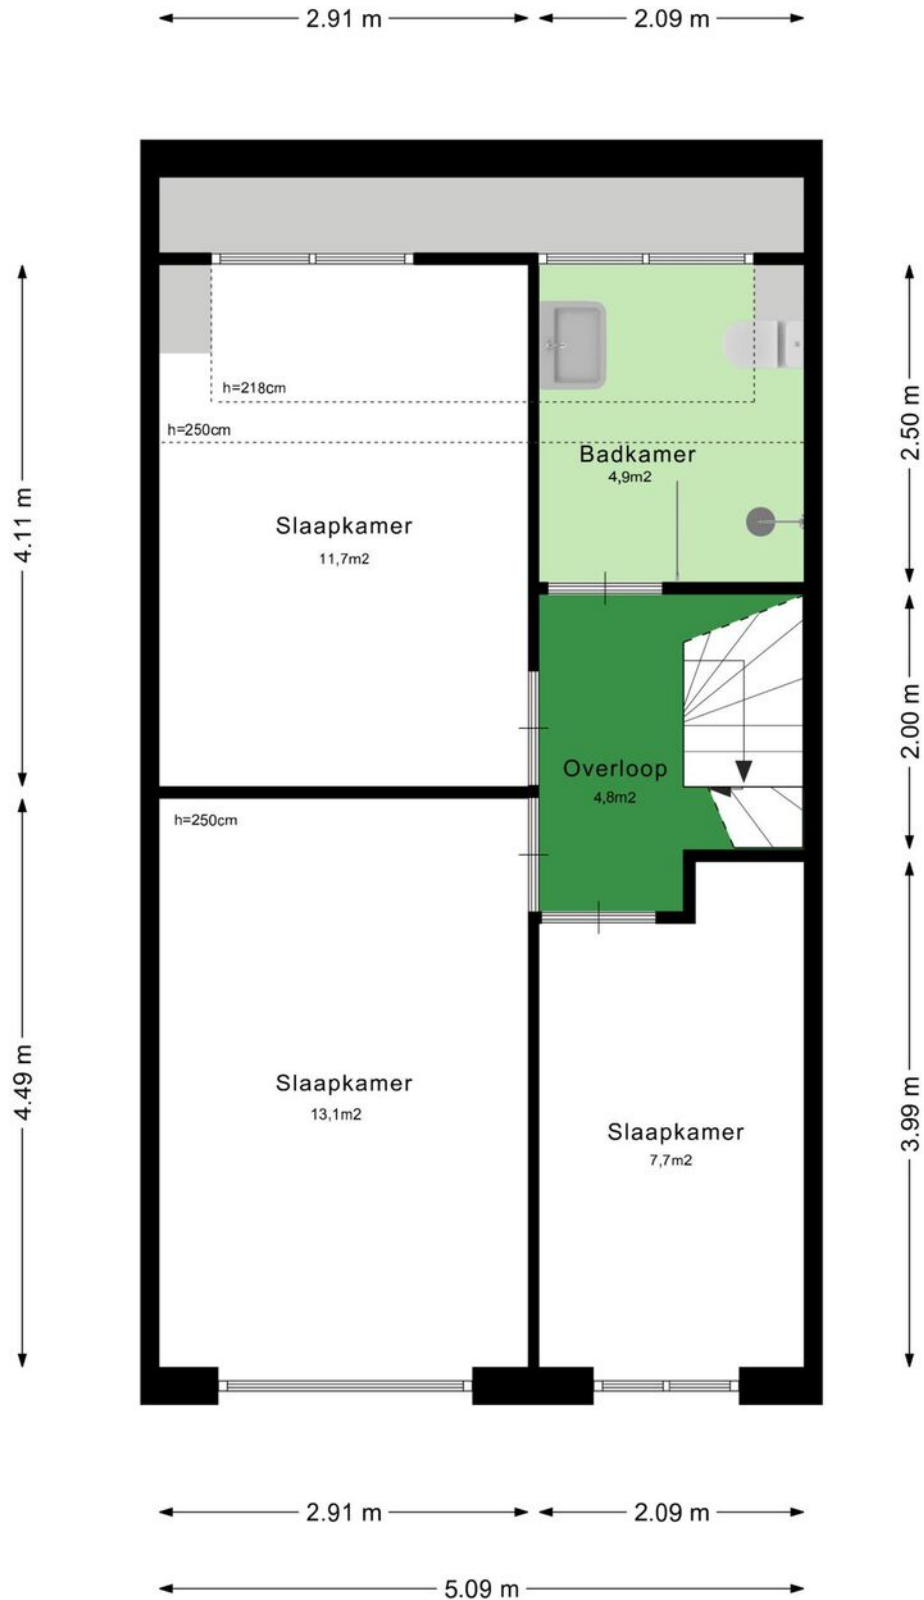 2.91 m
2.09 m
h=218cm
h=250cm
Badkamer
4,9m2
2.50 m
4.11 m
Slaapkamer
11,7m2
2.00 m
Overloop
4,8m2
h=250cm
4.49 m
Slaapkamer
13,1m2
Slaapkamer
7,7m2
3.99 m
2.91 m
2.09 m
5.09 m